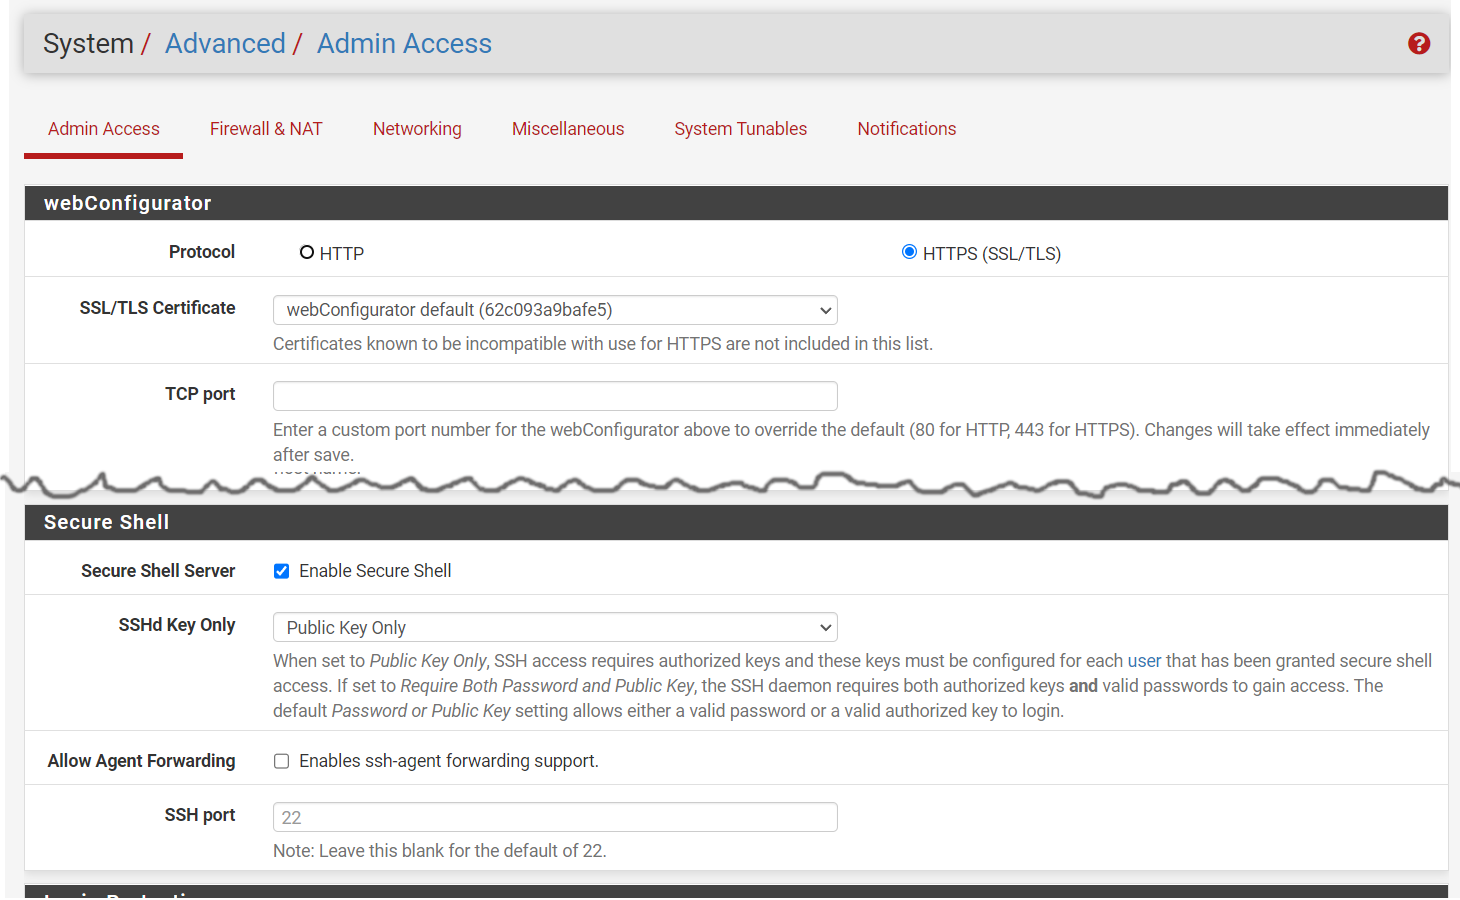 System / Advanced / Admin Access
Admin Access Firewall & NAT Networking Miscellaneous System Tunables Notifications
webConfigurator
Protocol HTTP HTTPS (SSL/TLS)
SSL/TLS Certificate webConfigurator default (62c093a9bafe5)
Certificates known to be incompatible with use for HTTPS are not included in this list.
TCP port
Enter a custom port number for the webConfigurator above to override the default (80 for HTTP, 443 for HTTPS). Changes will take effect immediately
after save.
Secure Shell
Secure Shell Server Enable Secure Shell
SSHd Key Only Public Key Only
When set to Public Key Only, SSH access requires authorized keys and these keys must be configured for each user that has been granted secure shell
access. If set to Require Both Password and Public Key, the SSH daemon requires both authorized keys and valid passwords to gain access. The
default Password or Public Key setting allows either a valid password or a valid authorized key to login.
Allow Agent Forwarding Enables ssh-agent forwarding support.
SSH port 22
Note: Leave this blank for the default of 22.